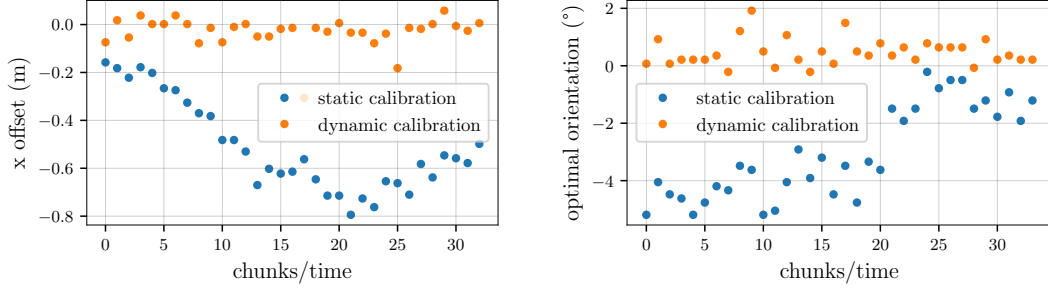 0.0
−0.2
−0.4
−0.6
−0.8
x offset (m)
static calibration
dynamic calibration
0 5 10 15 20 25 30
chunks/time
2
0
−2
−4
optimal orientation (°)
static calibration
dynamic calibration
0 5 10 15 20 25 30
chunks/time